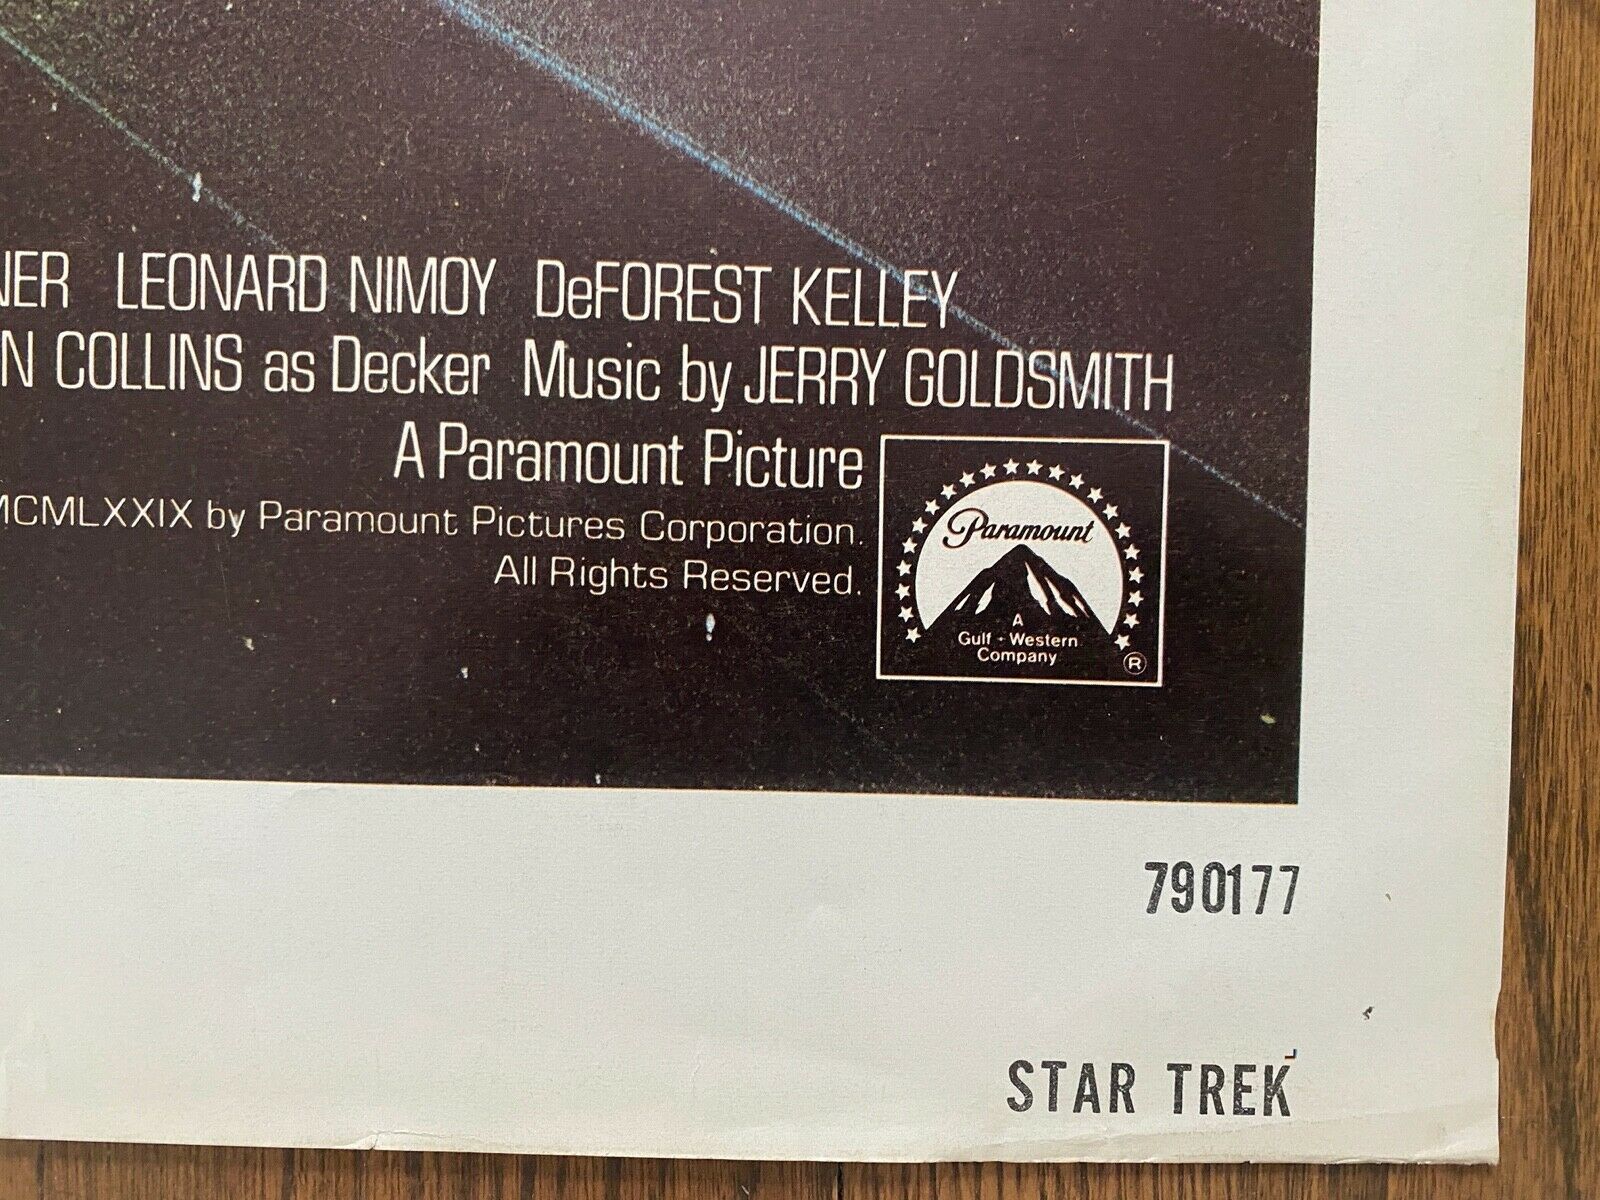 NER LEONARD NIMOY DeFOREST KELLEY
N COLLINS as Decker Music by JERRY GOLDSMITH
A Paramount Picture
MCMLXXIX by Paramount Pictures Corporation.
All Rights Reserved.
Paramount
A
Gulf + Western
Company
®
790177
STAR TREK